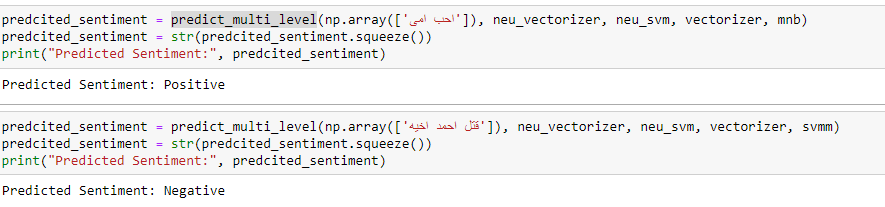 predcited_sentiment = predict_multi_level(np.array(['احب امى']), neu_vectorizer, neu_svm, vectorizer, mnb)
predcited_sentiment = str(predcited_sentiment.squeeze())
print("Predicted Sentiment:", predcited_sentiment)
Predicted Sentiment: Positive
predcited_sentiment = predict_multi_level(np.array(['قتل احمد اخيه']), neu_vectorizer, neu_svm, vectorizer, svmm)
predcited_sentiment = str(predcited_sentiment.squeeze())
print("Predicted Sentiment:", predcited_sentiment)
Predicted Sentiment: Negative